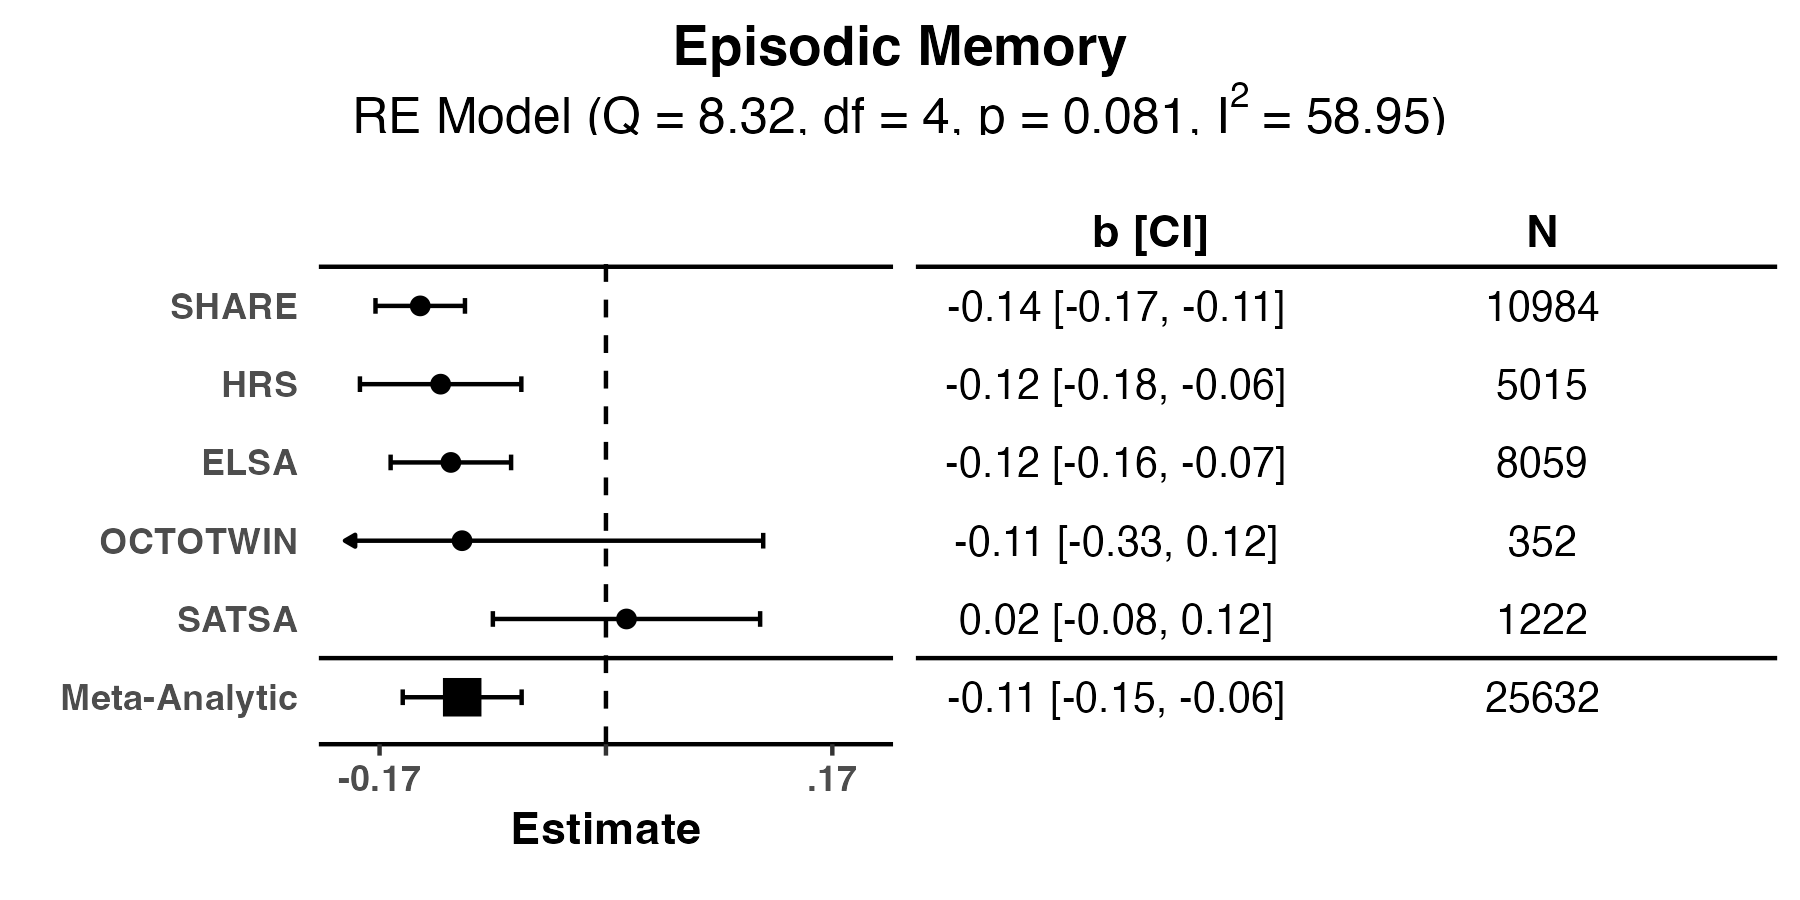 Episodic Memory
RE Model (Q = 8.32, df = 4, p = 0.081, I² = 58.95)
b [CI] N
SHARE -0.14 [-0.17, -0.11] 10984
HRS -0.12 [-0.18, -0.06] 5015
ELSA -0.12 [-0.16, -0.07] 8059
OCTOTWIN -0.11 [-0.33, 0.12] 352
SATSA 0.02 [-0.08, 0.12] 1222
Meta-Analytic -0.11 [-0.15, -0.06] 25632
-0.17 .17
Estimate